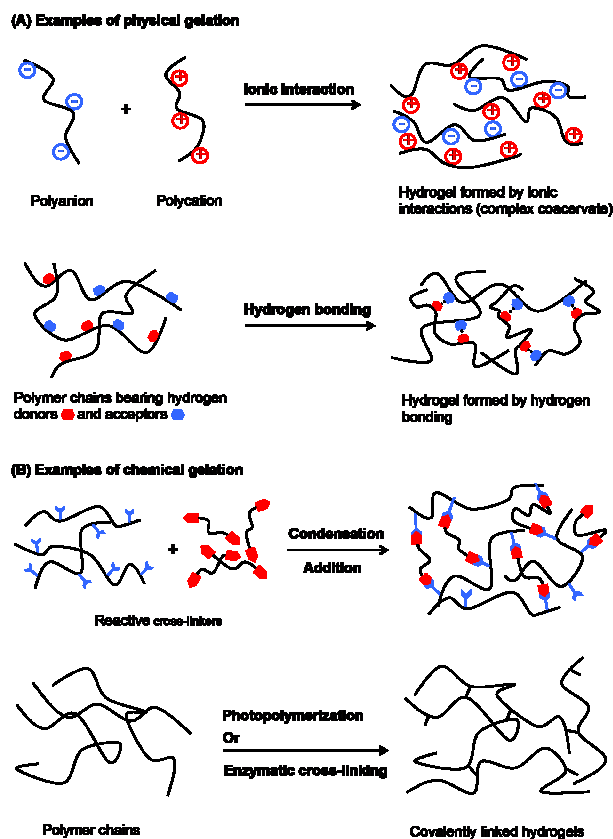 (A) Examples of physical gelation
Ionic interaction
+
Polyanion
Polycation
Hydrogel formed by Ionic
interactions (complex coacervate)
Hydrogen bonding
Polymer chains bearing hydrogen
donors and acceptors
Hydrogel formed by hydrogen
bonding
(B) Examples of chemical gelation
+
Condensation
Addition
Reactive cross-linkers
Photopolymerization
Or
Enzymatic cross-linking
Polymer chains
Covalently linked hydrogels